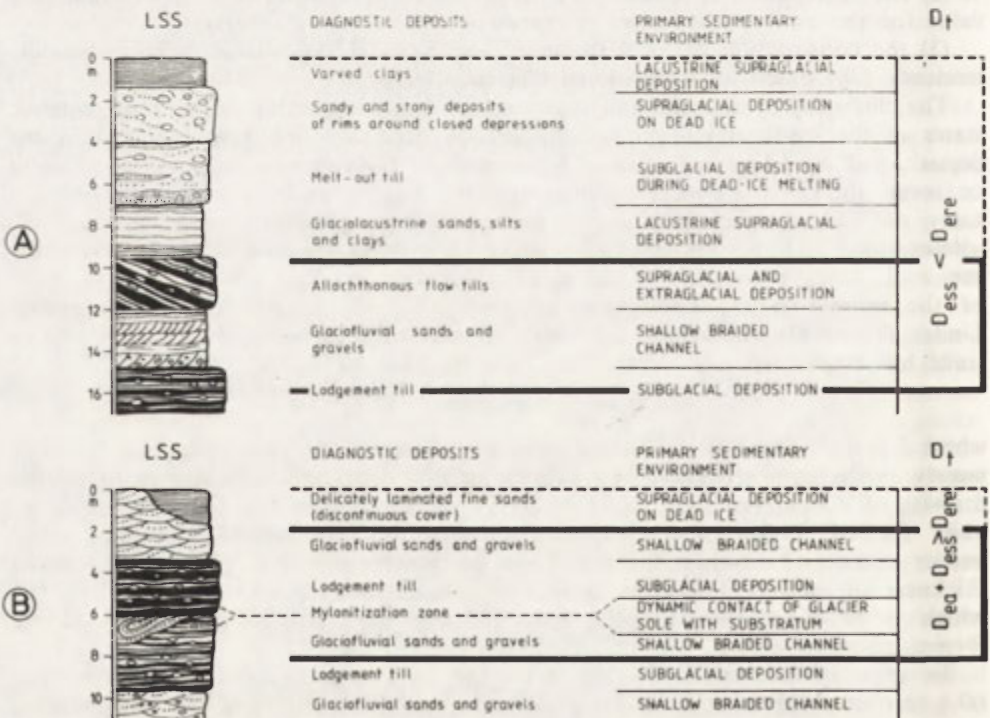 LSS DIAGNOSTIC DEPOSITS PRIMARY SEDIMENTARY ENVIRONMENT Dt
A
0
m
2
4
6
8
10
12
14
16
Varved clays
LACUSTRINE SUPRAGLACIAL
DEPOSITION
Sandy and stony deposits
of rims around closed depressions
SUPRAGLACIAL DEPOSITION
ON DEAD ICE
Melt-out till
SUBGLACIAL DEPOSITION
DURING DEAD-ICE MELTING
Glaciolacustrine sands, silts
and clays
LACUSTRINE SUPRAGLACIAL
DEPOSITION
Allochthonous flow tills
SUPRAGLACIAL AND
EXTRAGLACIAL DEPOSITION
Glaciofluvial sands and
gravels
SHALLOW BRAIDED
CHANNEL
Lodgement till
SUBGLACIAL DEPOSITION
Dess V Dere
LSS DIAGNOSTIC DEPOSITS PRIMARY SEDIMENTARY ENVIRONMENT Dt
B
0
m
2
4
6
8
10
Delicately laminated fine sands
(discontinuous cover)
SUPRAGLACIAL DEPOSITION
ON DEAD ICE
Glaciofluvial sands and gravels
SHALLOW BRAIDED CHANNEL
Lodgement till
SUBGLACIAL DEPOSITION
Mylonitization zone
DYNAMIC CONTACT OF GLACIER
SOLE WITH SUBSTRATUM
Glaciofluvial sands and gravels
SHALLOW BRAIDED CHANNEL
Lodgement till
SUBGLACIAL DEPOSITION
Glaciofluvial sands and gravels
SHALLOW BRAIDED CHANNEL
Dea + Dess ⩾ Dere